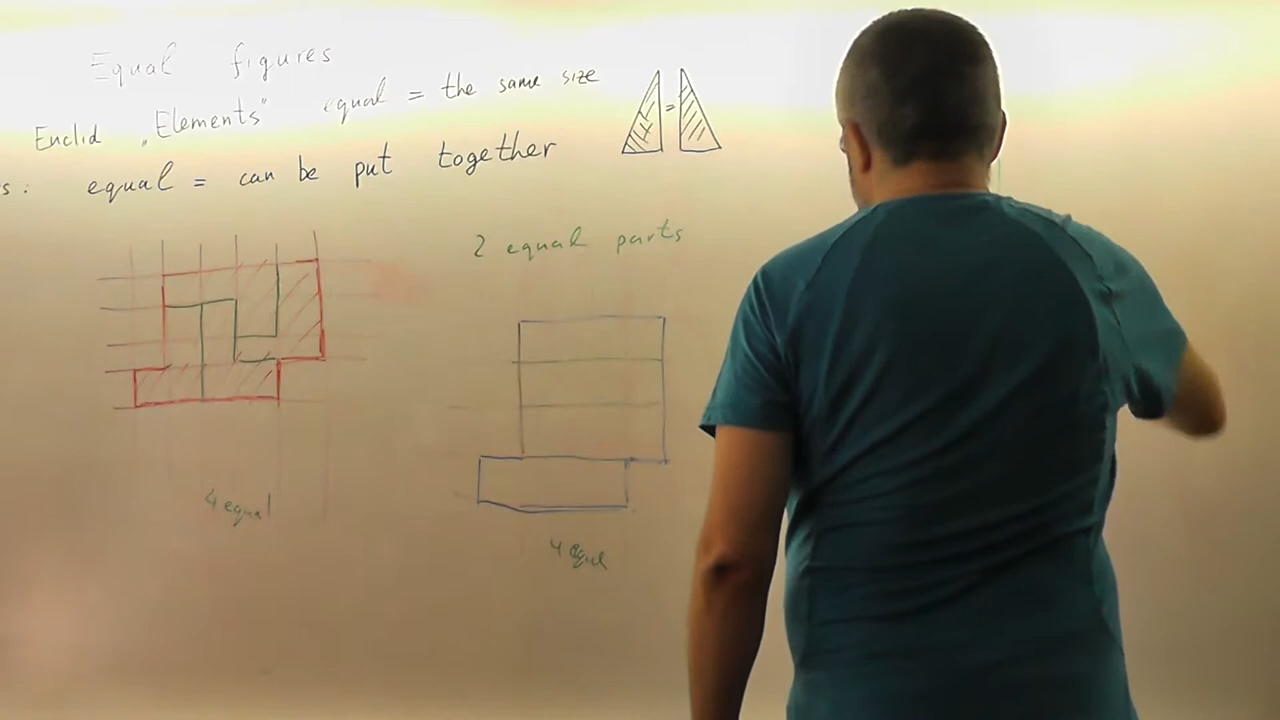 Equal figures
Euclid „Elements" equal = the same size
=
s: equal = can be put together
2 equal parts
4 equal
4 equal